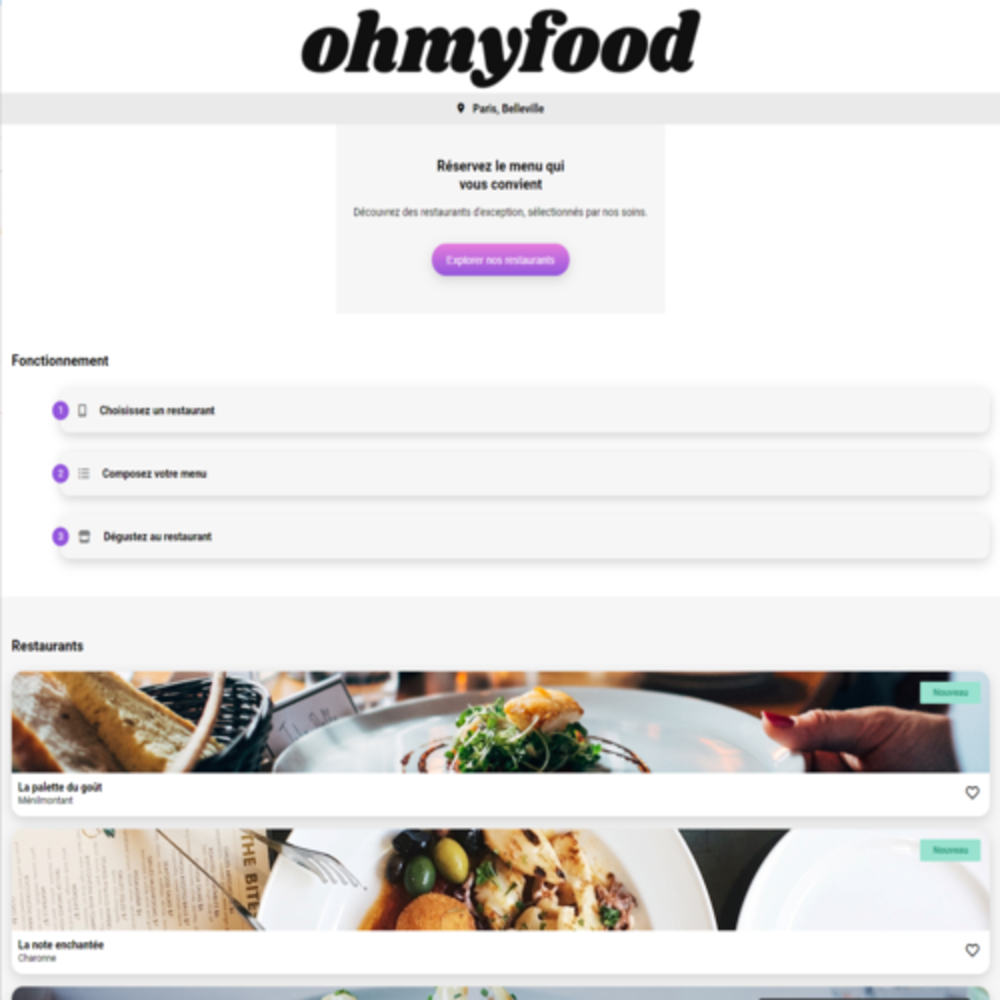 ohmyfood
Paris, Belleville
Réservez le menu qui
vous convient
Découvrez des restaurants d'exception, sélectionnés par nos soins.
Explorer nos restaurants
Fonctionnement
1 Choisissez un restaurant
2 Composez votre menu
3 Dégustez au restaurant
Restaurants
Nouveau
La palette du goût
Ménilmontant
THE BITE
Nouveau
La note enchantée
Charonne